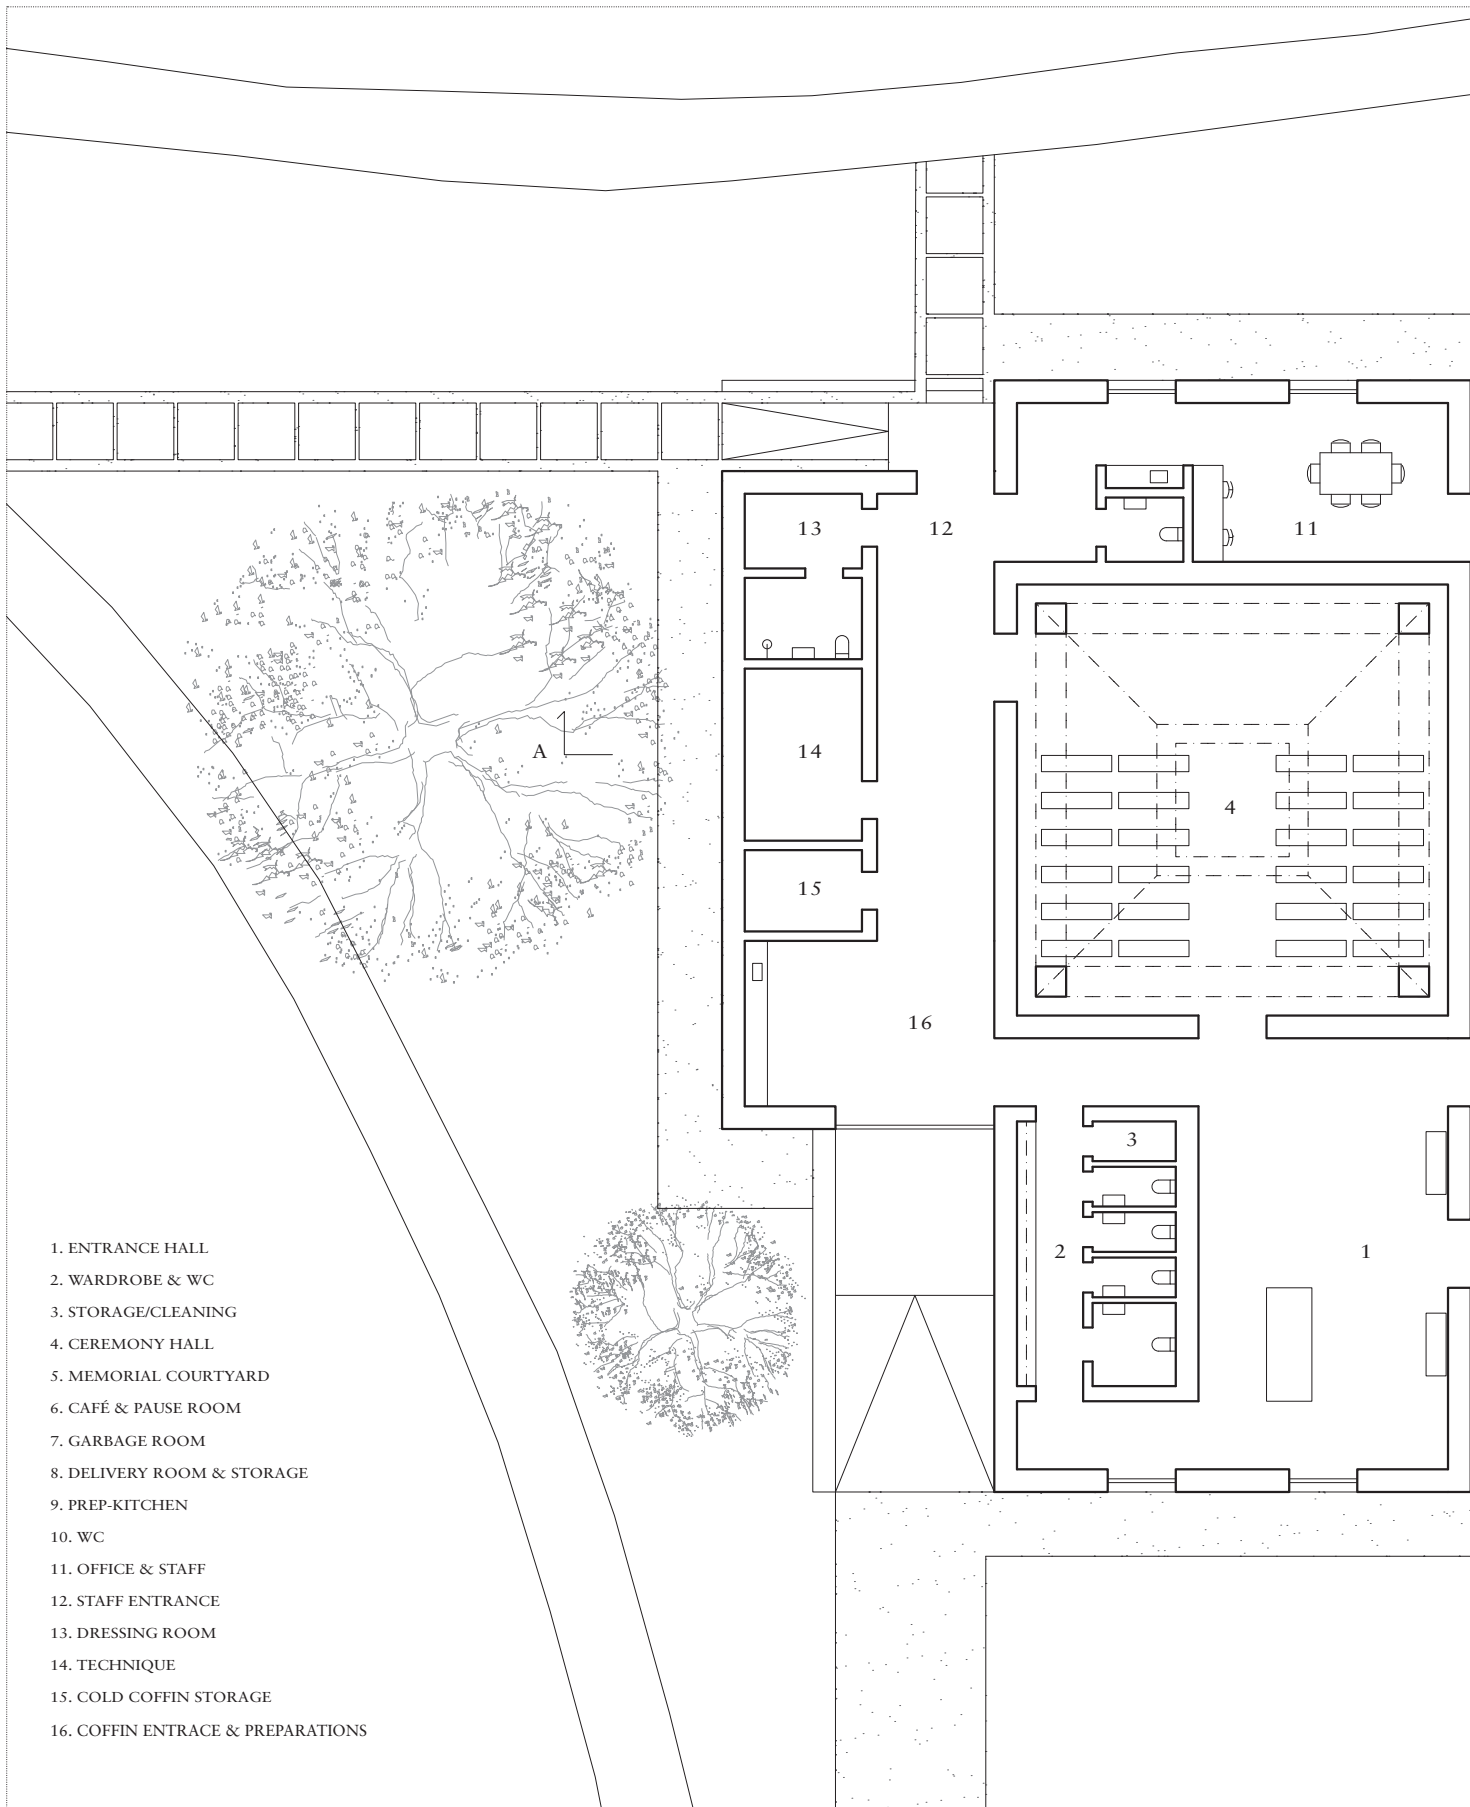 13
12
11
A
14
4
15
16
3
2
1
1. ENTRANCE HALL
2. WARDROBE & WC
3. STORAGE/CLEANING
4. CEREMONY HALL
5. MEMORIAL COURTYARD
6. CAFÉ & PAUSE ROOM
7. GARBAGE ROOM
8. DELIVERY ROOM & STORAGE
9. PREP-KITCHEN
10. WC
11. OFFICE & STAFF
12. STAFF ENTRANCE
13. DRESSING ROOM
14. TECHNIQUE
15. COLD COFFIN STORAGE
16. COFFIN ENTRACE & PREPARATIONS